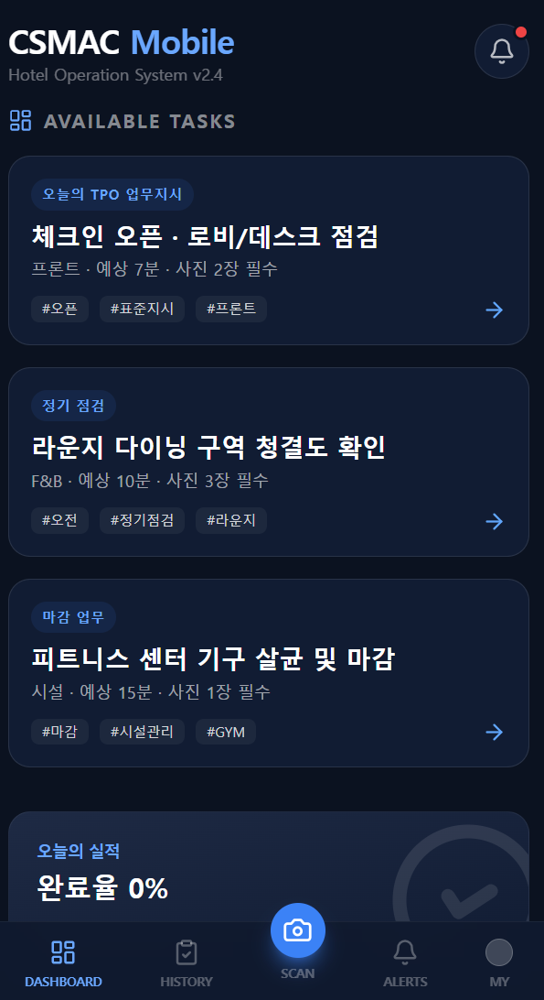 CSMAC Mobile
Hotel Operation System v2.4
AVAILABLE TASKS
오늘의 TPO 업무지시
체크인 오픈 · 로비/데스크 점검
프론트 · 예상 7분 · 사진 2장 필수
#오픈 #표준지시 #프론트
정기 점검
라운지 다이닝 구역 청결도 확인
F&B · 예상 10분 · 사진 3장 필수
#오전 #정기점검 #라운지
마감 업무
피트니스 센터 기구 살균 및 마감
시설 · 예상 15분 · 사진 1장 필수
#마감 #시설관리 #GYM
오늘의 실적
완료율 0%
DASHBOARD HISTORY SCAN ALERTS MY